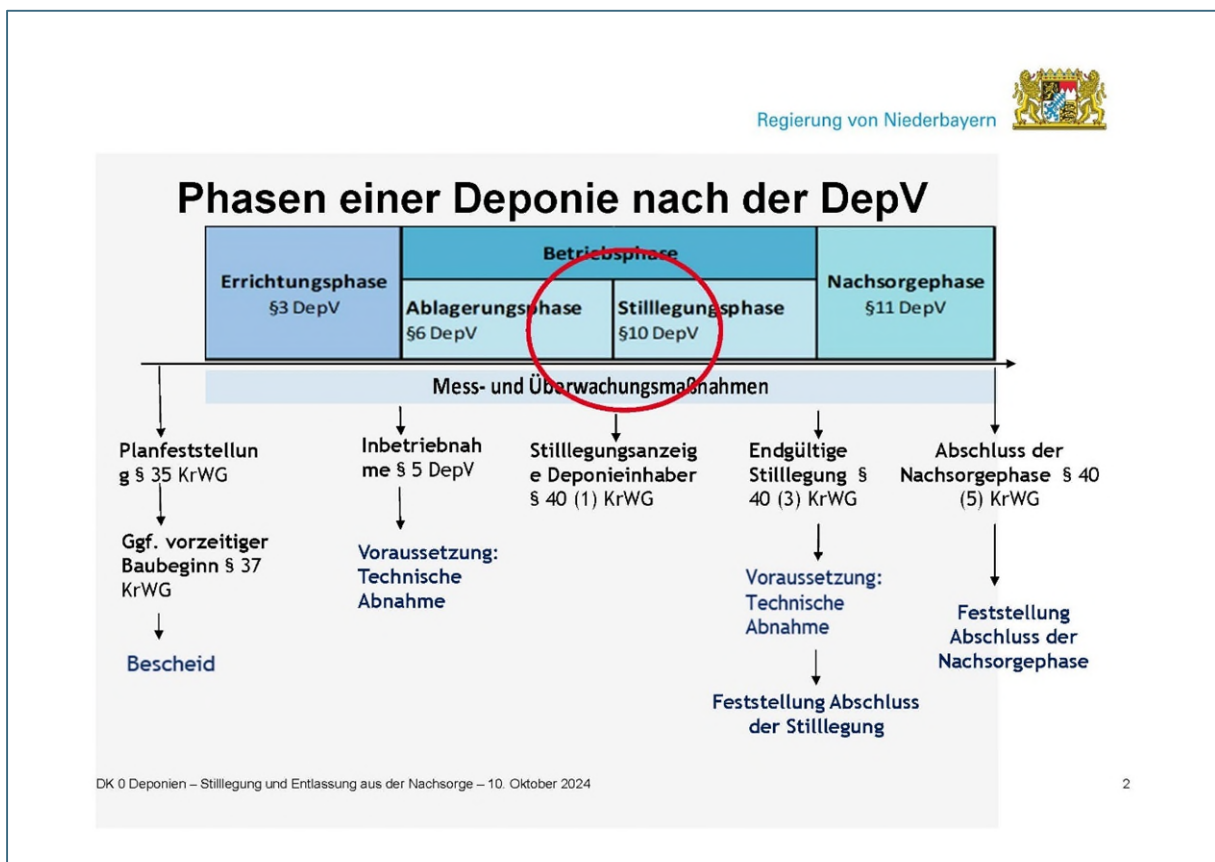 Regierung von Niederbayern
Phasen einer Deponie nach der DepV
Errichtungsphase
§3 DepV
Betriebsphase
Ablagerungsphase
§6 DepV
Stilllegungsphase
§10 DepV
Nachsorgephase
§11 DepV
Mess- und Überwachungsmaßnahmen
Planfeststellun
g § 35 KrWG
Ggf. vorzeitiger
Baubeginn § 37
KrWG
Bescheid
Inbetriebnah
me § 5 DepV
Voraussetzung:
Technische
Abnahme
Stilllegungsanzeig
e Deponieinhaber
§ 40 (1) KrWG
Endgültige
Stilllegung §
40 (3) KrWG
Voraussetzung:
Technische
Abnahme
Feststellung Abschluss
der Stilllegung
Abschluss der
Nachsorgephase § 40
(5) KrWG
Feststellung
Abschluss der
Nachsorgephase
DK 0 Deponien – Stilllegung und Entlassung aus der Nachsorge – 10. Oktober 2024
2